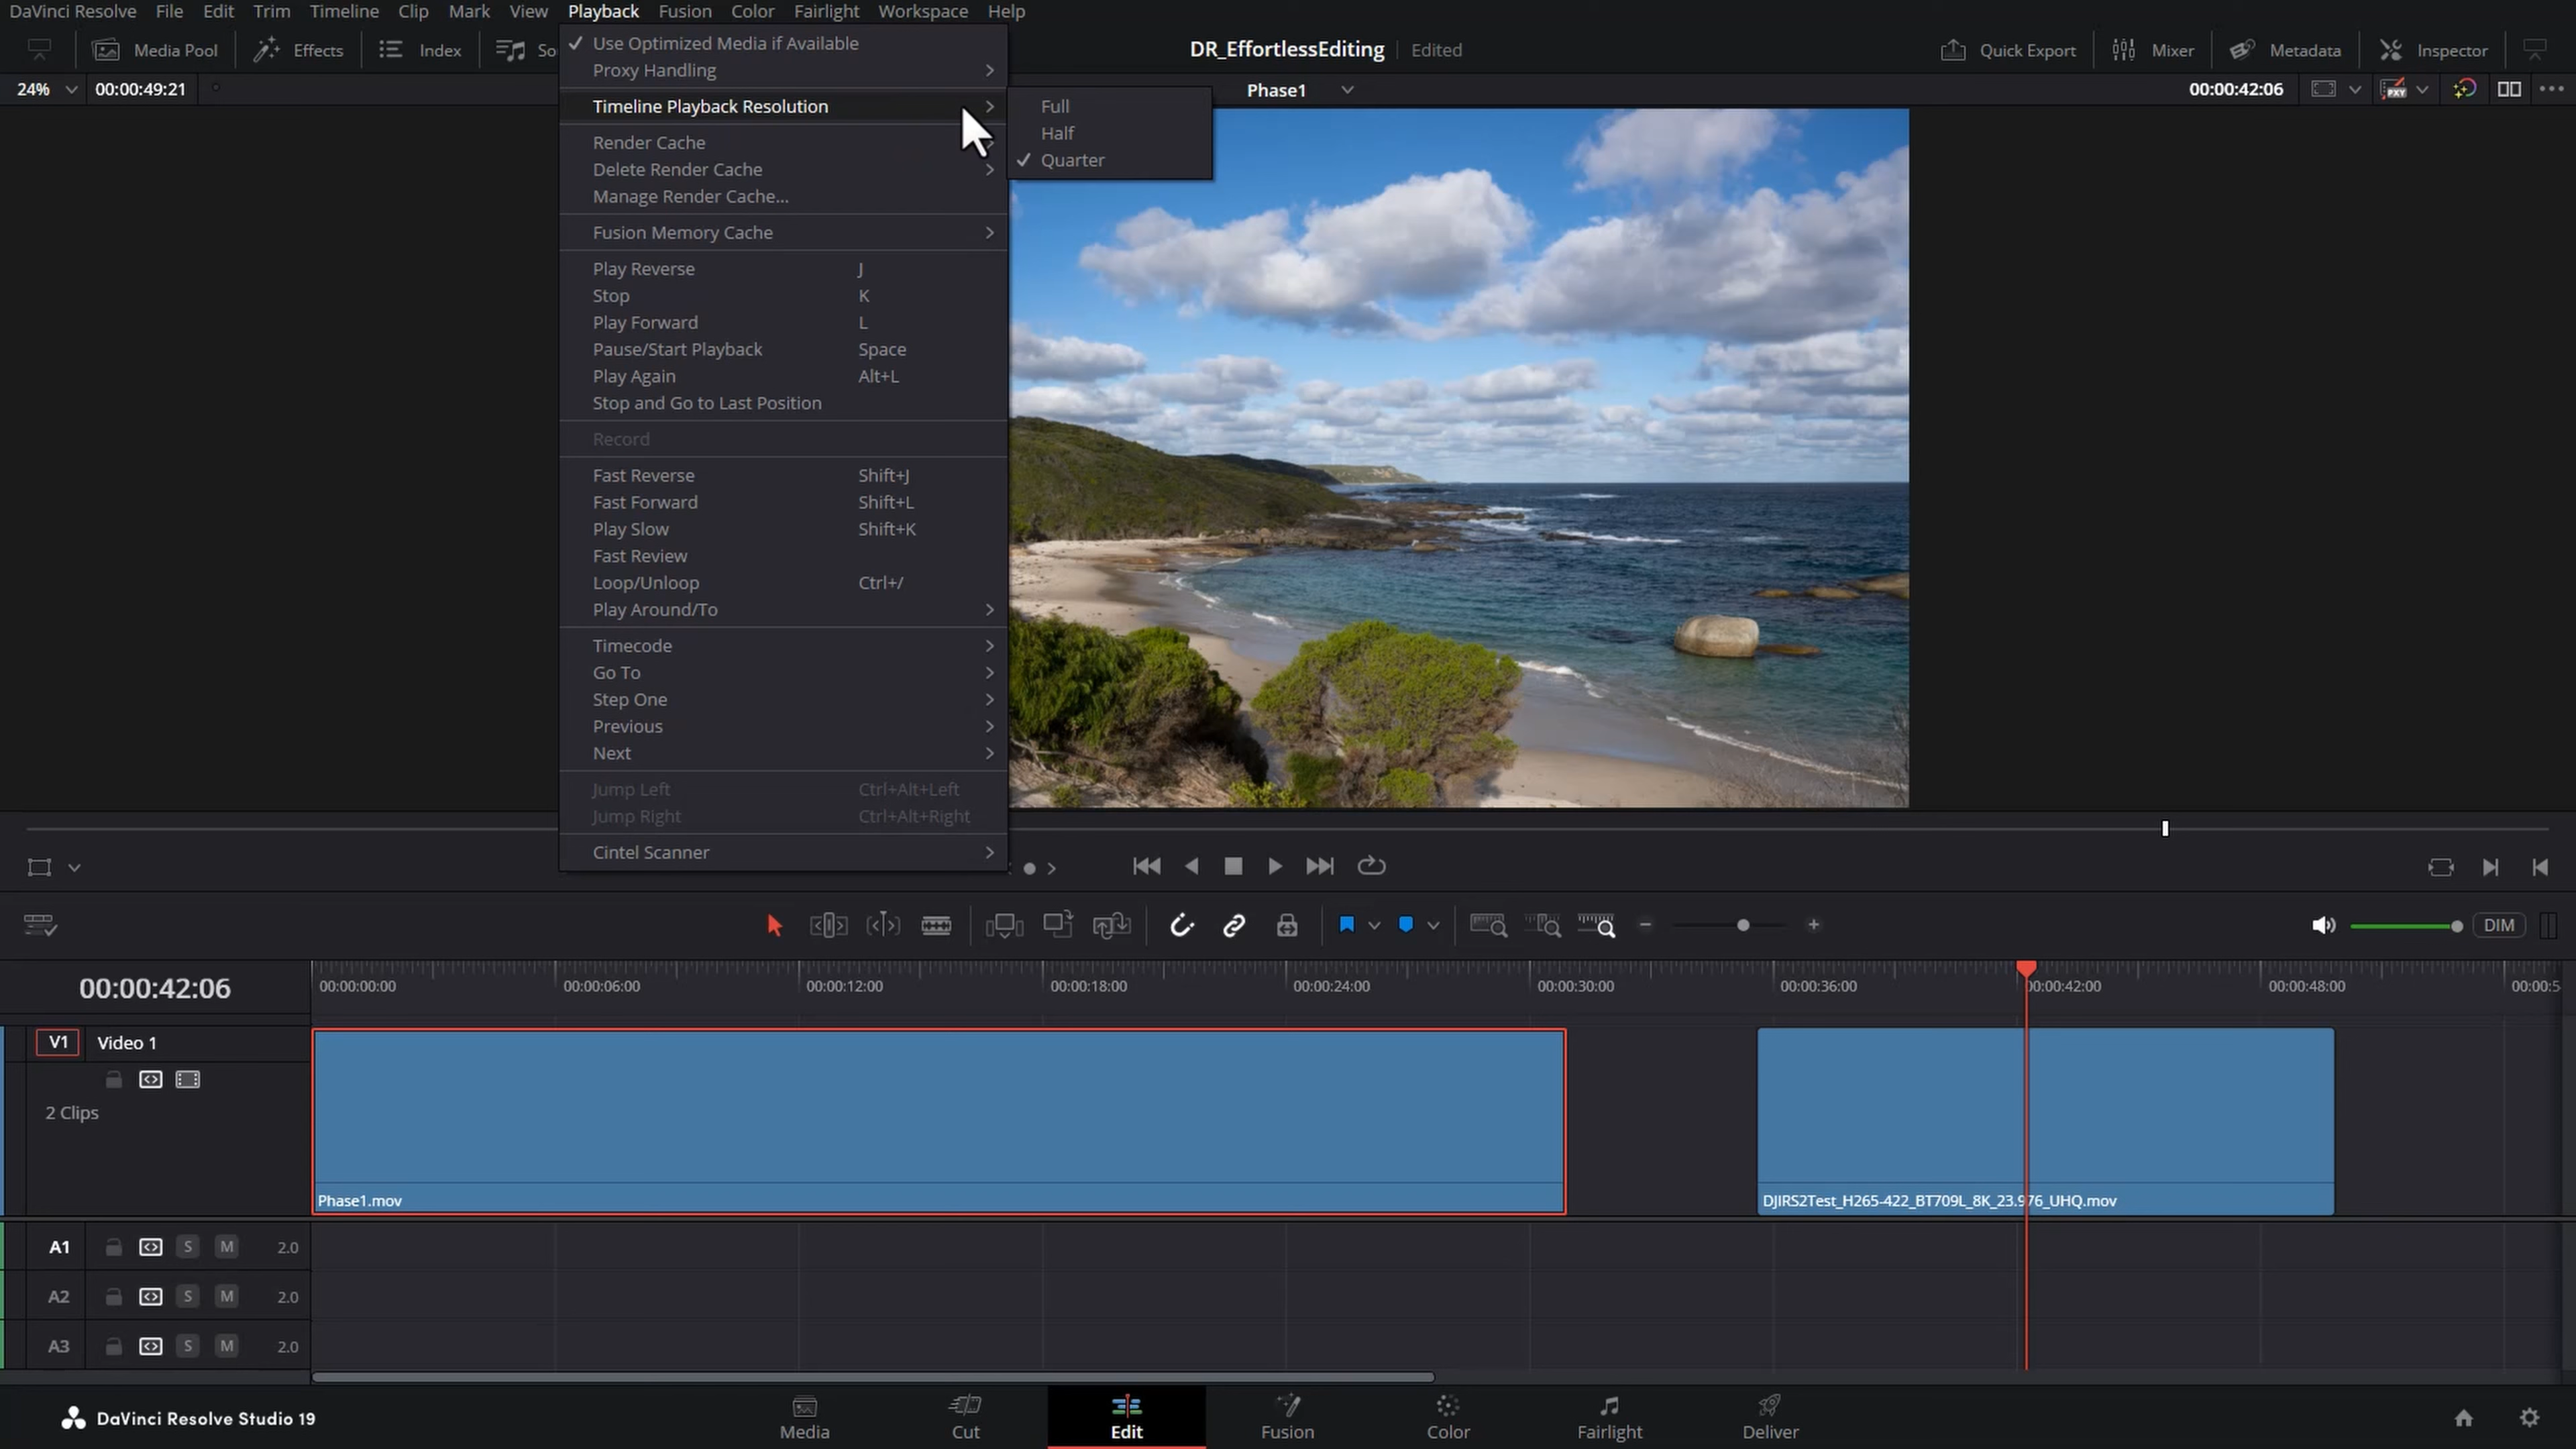 DaVinci Resolve File Edit Trim Timeline Clip Mark View Playback Fusion Color Fairlight Workspace Help
Media Pool Effects Index So DR_EffortlessEditing Edited Quick Export Mixer Metadata Inspector
24% 00:00:49:21 Phase1 00:00:42:06
PXY
Use Optimized Media if Available
Proxy Handling
Timeline Playback Resolution
Render Cache
Delete Render Cache
Manage Render Cache...
Fusion Memory Cache
Play Reverse J
Stop K
Play Forward L
Pause/Start Playback Space
Play Again Alt+L
Stop and Go to Last Position
Record
Fast Reverse Shift+J
Fast Forward Shift+L
Play Slow Shift+K
Fast Review
Loop/Unloop Ctrl+/
Play Around/To
Timecode
Go To
Step One
Previous
Next
Jump Left Ctrl+Alt+Left
Jump Right Ctrl+Alt+Right
Cintel Scanner
Full
Half
Quarter
DIM
00:00:42:06 00:00:00:00 00:00:06:00 00:00:12:00 00:00:18:00 00:00:24:00 00:00:30:00 00:00:36:00 00:00:42:00 00:00:48:00 00:00:5
V1 Video 1
2 Clips
Phase1.mov DJIRS2Test_H265-422_BT709L_8K_23.976_UHQ.mov
A1 S M 2.0
A2 S M 2.0
A3 S M 2.0
DaVinci Resolve Studio 19 Media Cut Edit Fusion Color Fairlight Deliver